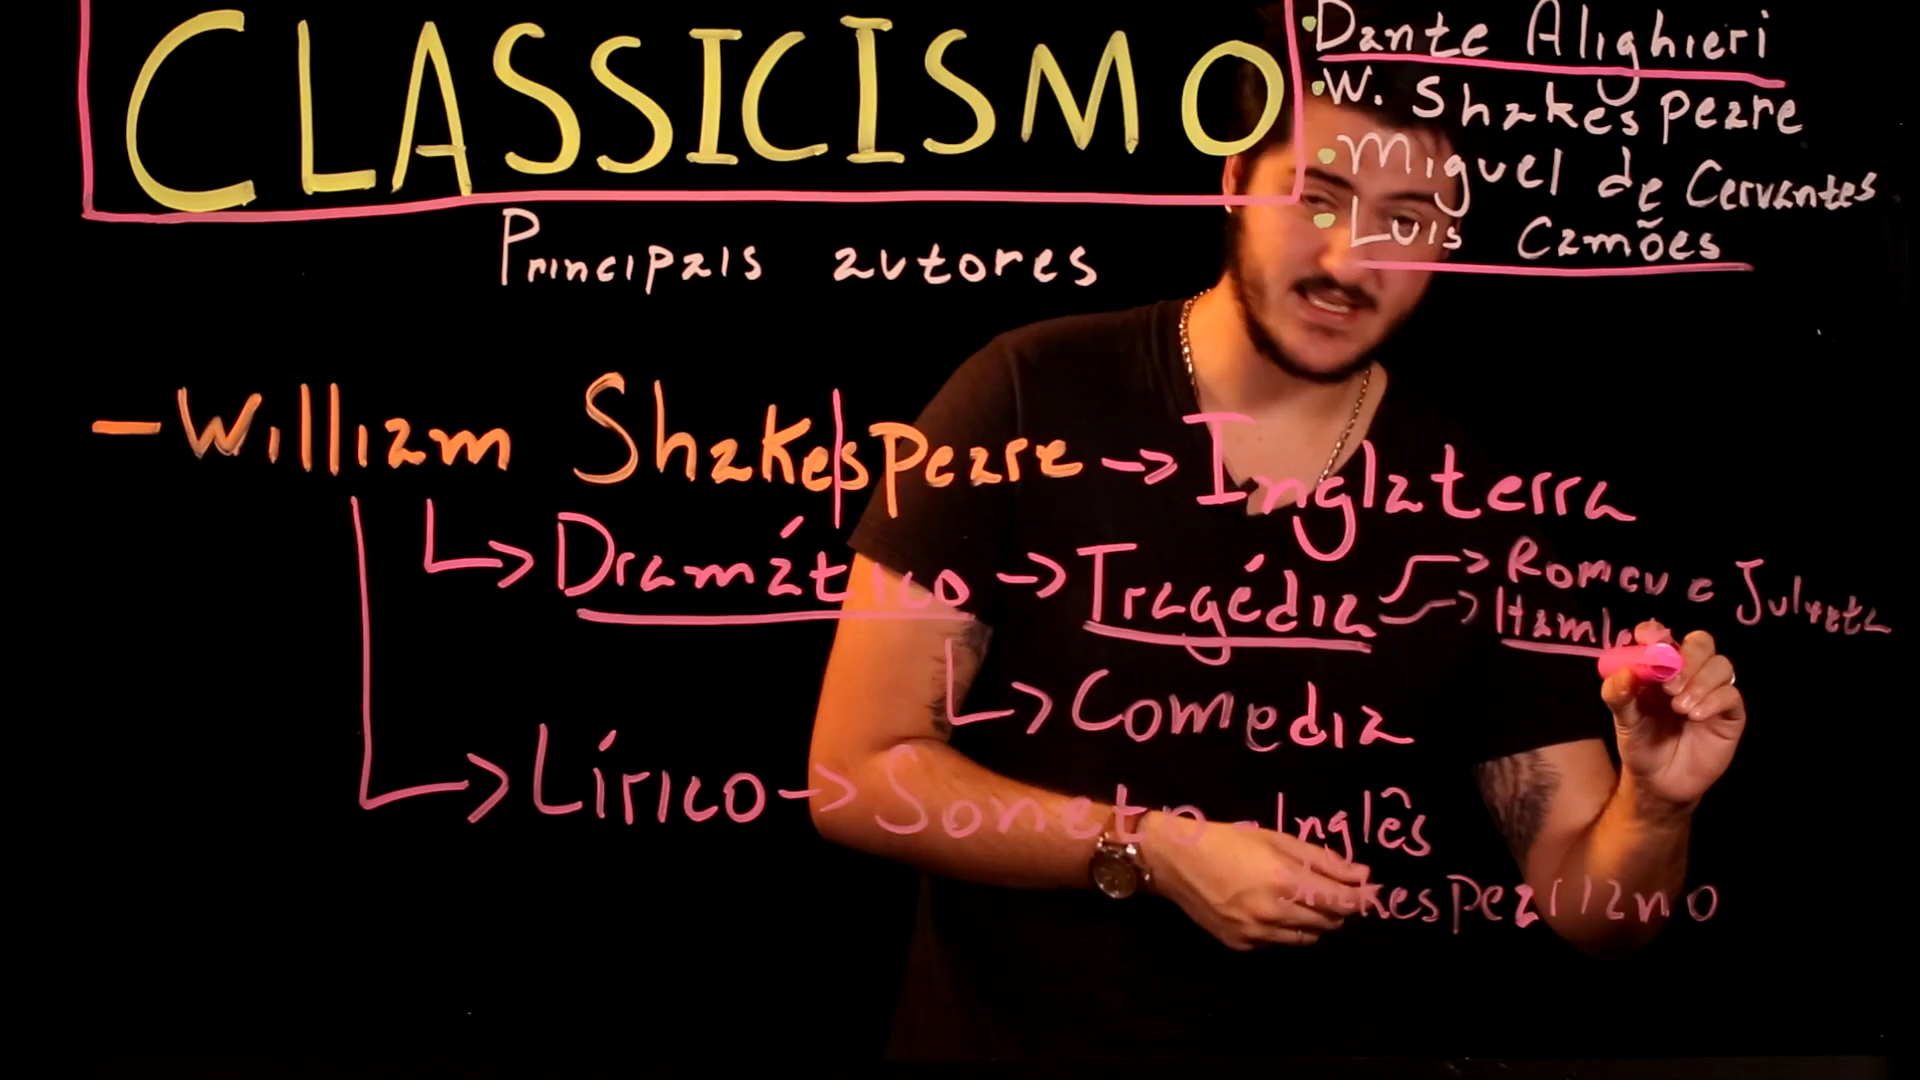 CLASSICISMO
Principais autores
• Dante Alighieri
• W. Shakespeare
• Miguel de Cervantes
• Luis Camões
- William Shakespeare -> Inglaterra
-> Dramático -> Tragédia -> Romeu e Julieta
-> Hamlet
-> Comedia
-> Lírico -> Soneto - Inglês
Shakespeariano